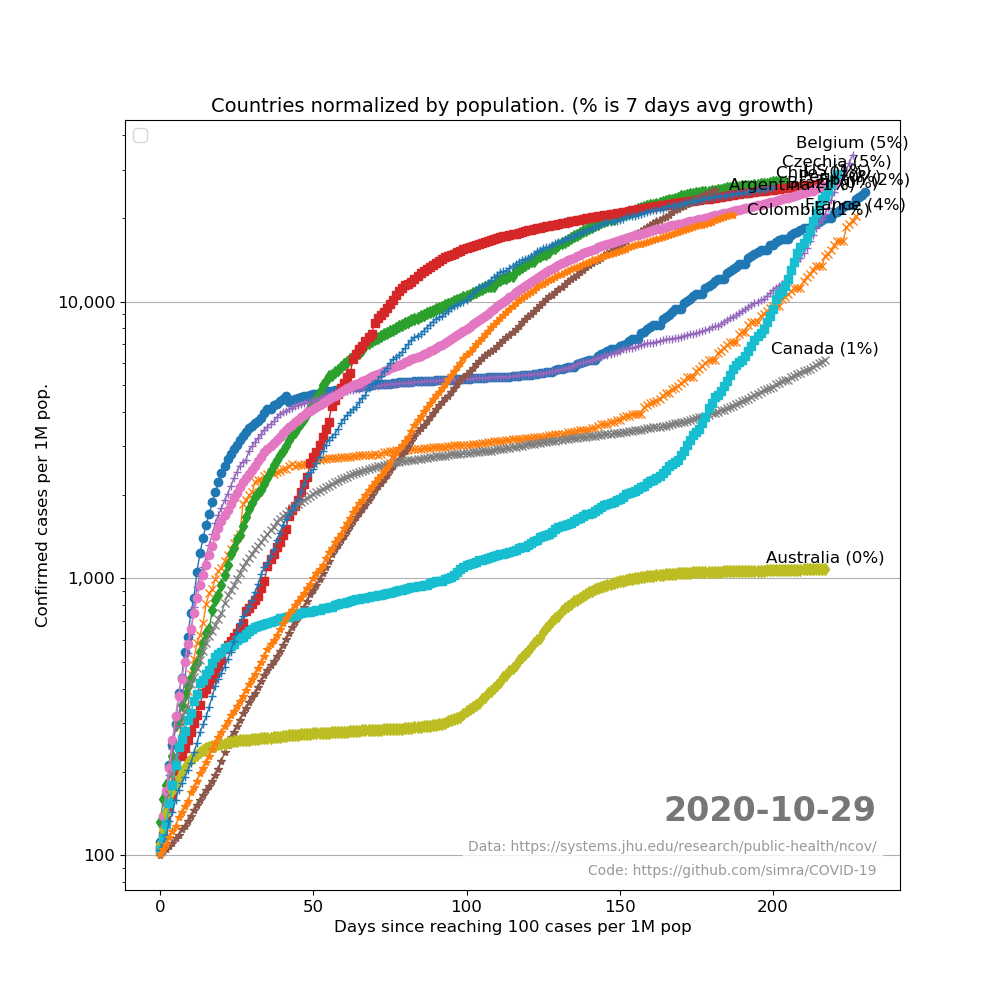 Countries normalized by population. (% is 7 days avg growth)
Belgium (5%)
Czechia (5%)
(2%)
Argentina (1%)
France (4%)
Colombia (1%)
10,000
Canada (1%)
Confirmed cases per 1M pop.
1,000
Australia (0%)
2020-10-29
Data: https://systems.jhu.edu/research/public-health/ncov/
100
Code: https://github.com/simra/COVID-19
0 50 100 150 200
Days since reaching 100 cases per 1M pop